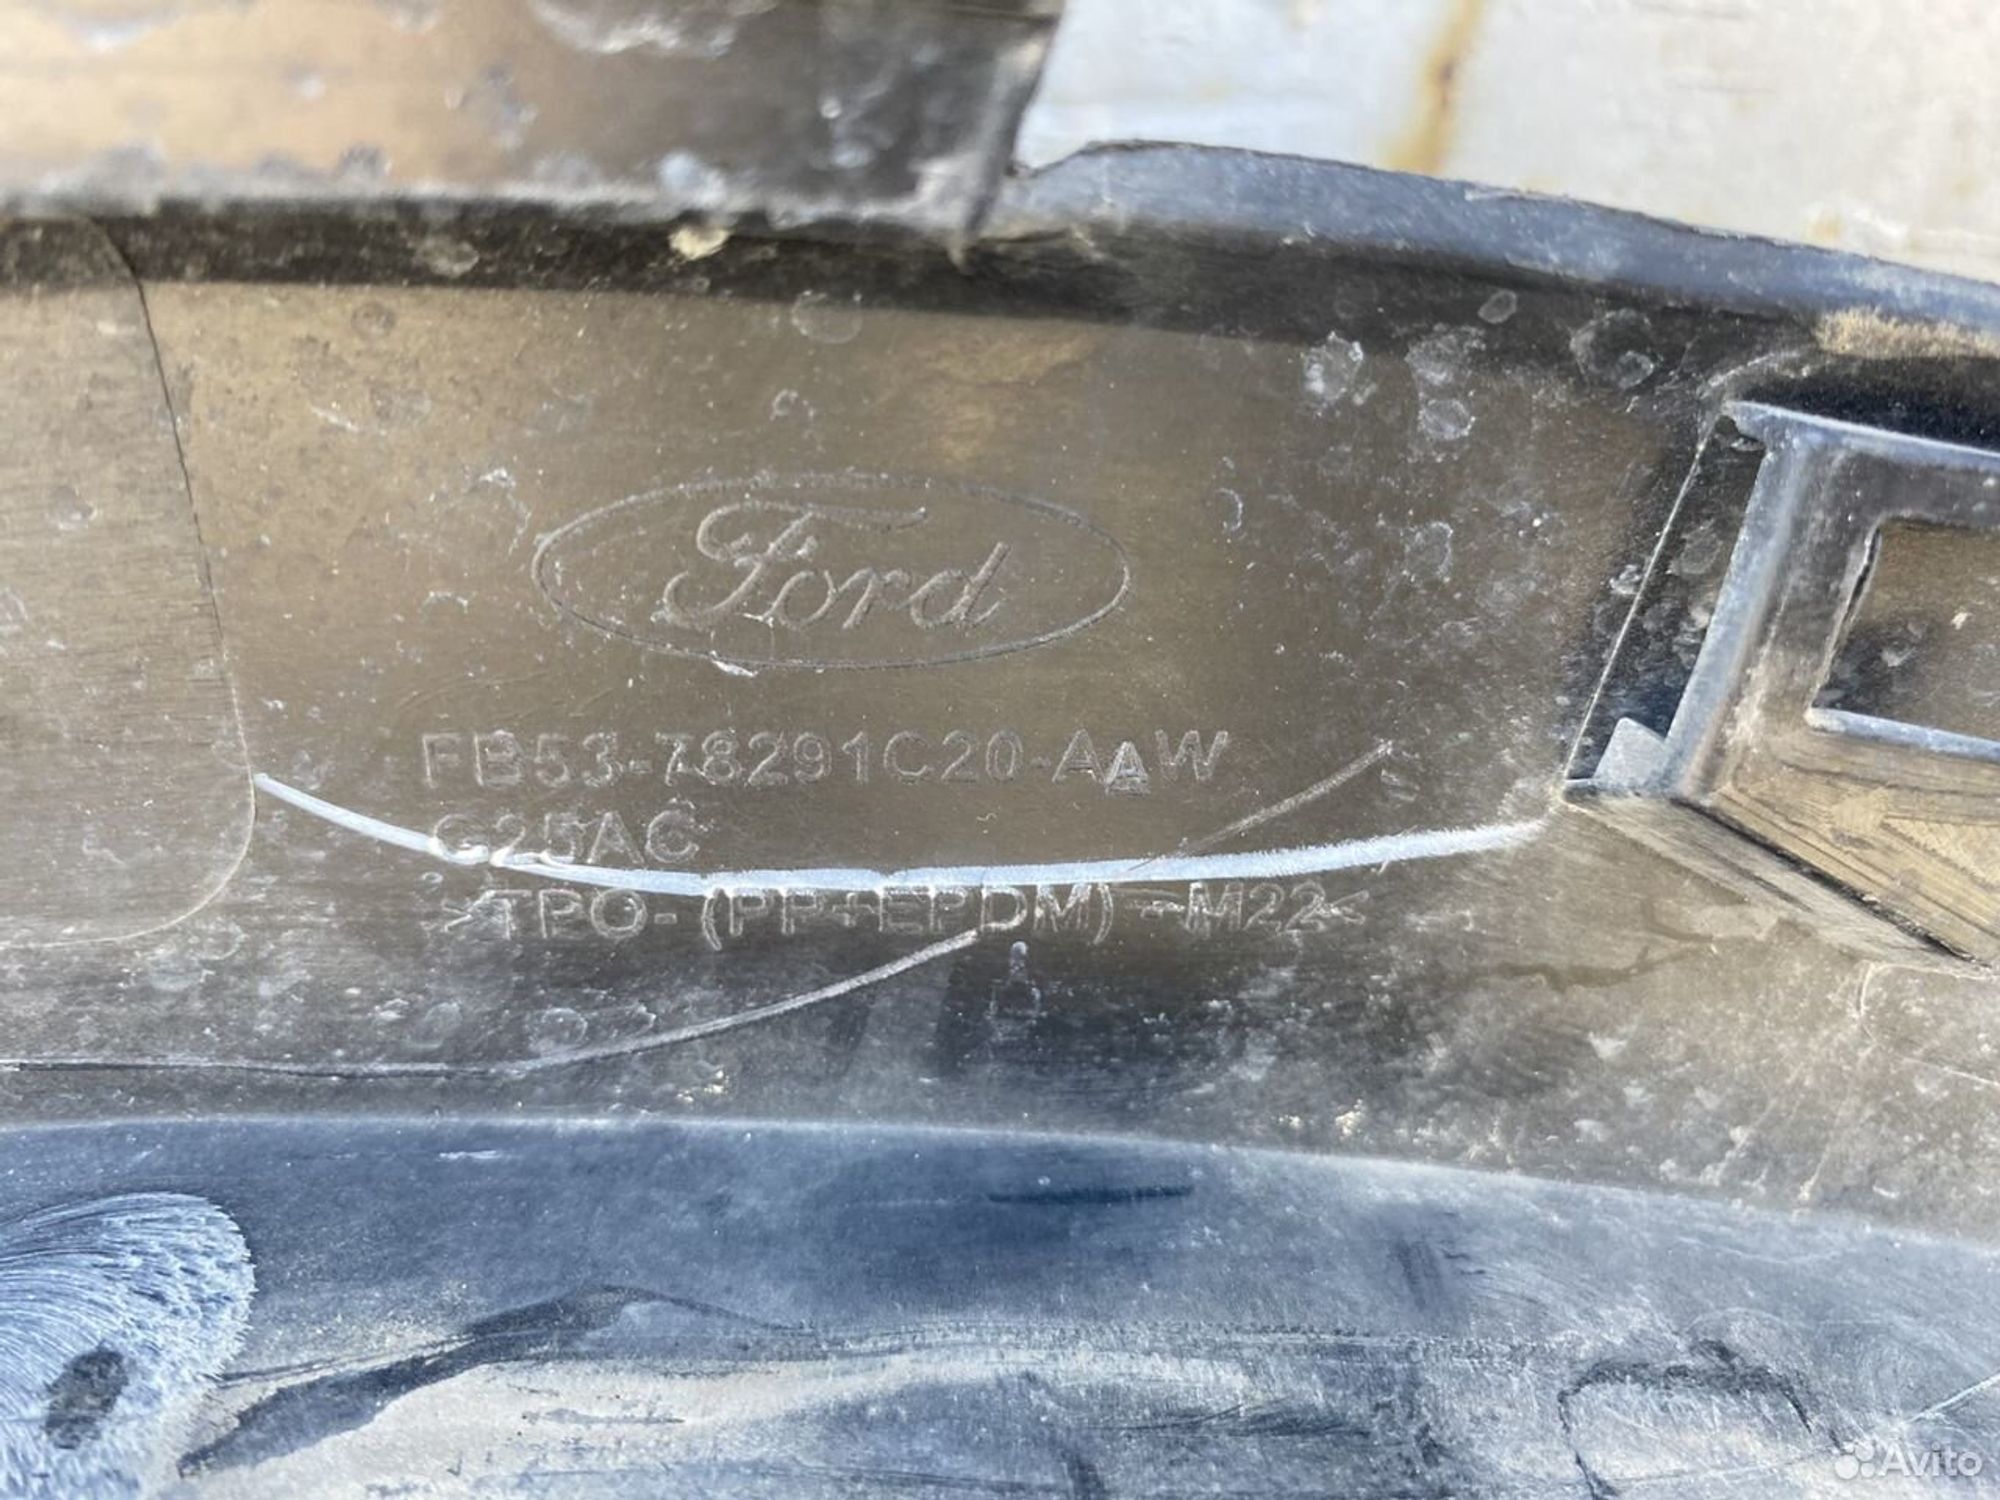 Ford
FB53-78291C20-AAW
G25AC
>TPO-(PP+EPDM)-M22<
Avito